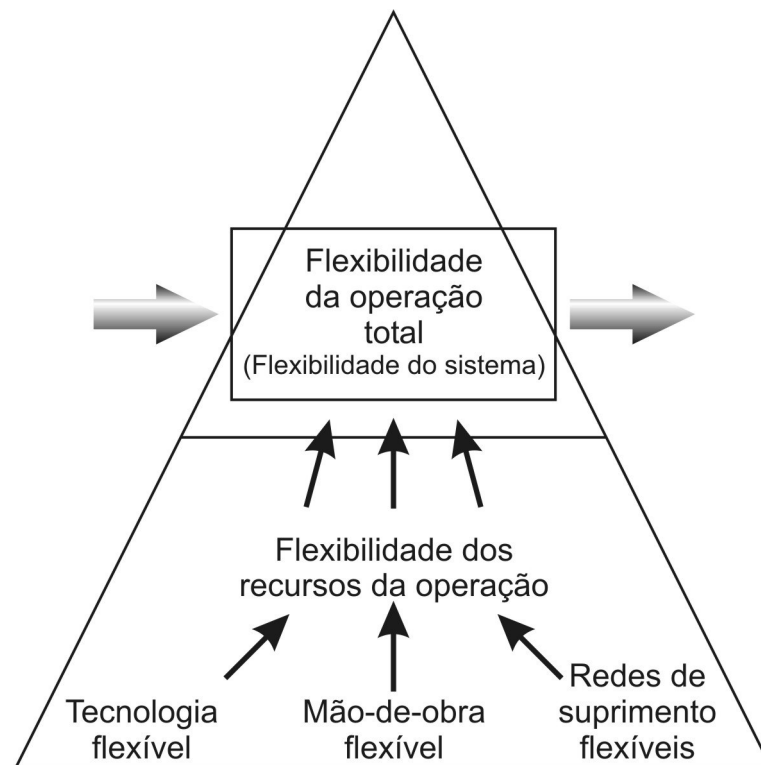 Flexibilidade
da operação
total
(Flexibilidade do sistema)
Flexibilidade dos
recursos da operação
Tecnologia
flexível
Mão-de-obra
flexível
Redes de
suprimento
flexíveis